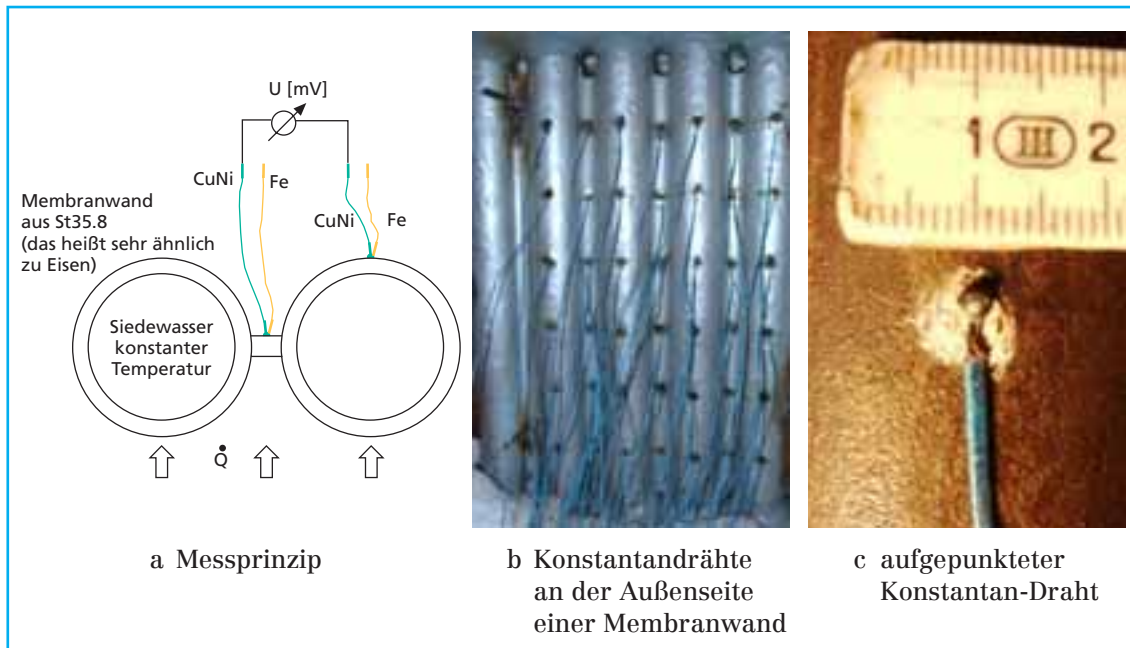 U [mV]
CuNi
Fe
CuNi
Fe
Membranwand
aus St35.8
(das heißt sehr ähnlich
zu Eisen)
Siedewasser
konstanter
Temperatur
Q̇
1 III 2
a Messprinzip
b Konstantandrähte
an der Außenseite
einer Membranwand
c aufgepunkteter
Konstantan-Draht